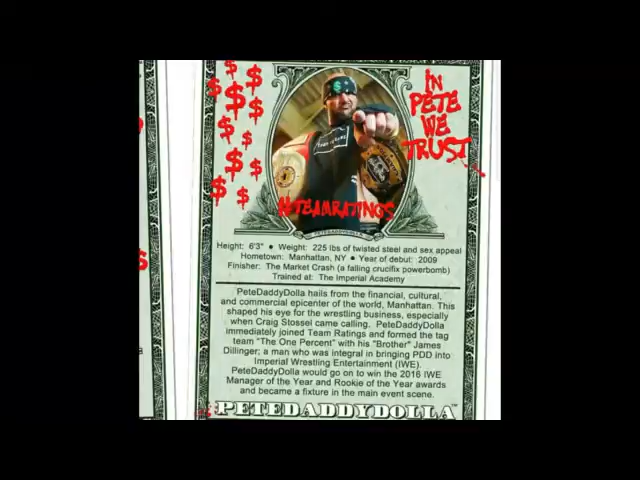 IN
PETE
WE
TRUST
#TEAMRATINGS
PETEDADDYDOLLA
Height: 6'3" ● Weight: 225 lbs of twisted steel and sex appeal
Hometown: Manhattan, NY ● Year of debut: 2009
Finisher: The Market Crash (a falling crucifix powerbomb)
Trained at: The Imperial Academy
PeteDaddyDolla hails from the financial, cultural,
and commercial epicenter of the world, Manhattan. This
shaped his eye for the wrestling business, especially
when Craig Stossei came calling. PeteDaddyDolla
immediately joined Team Ratings and formed the tag
team "The One Percent" with his "Brother" James
Dillinger; a man who was integral in bringing PDD into
Imperial Wrestling Entertainment (IWE).
PeteDaddyDolla would go on to win the 2016 IWE
Manager of the Year and Rookie of the Year awards
and became a fixture in the main event scene.
PETEDADDYDOLLA™